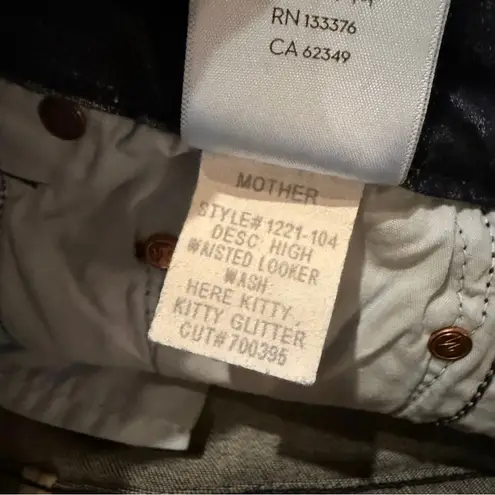 RN 133376
CA 62349
MOTHER
STYLE# 1221-104
DESC HIGH
WAISTED LOOKER
WASH
HERE KITTY,
KITTY GLITTER
CUT# 700395